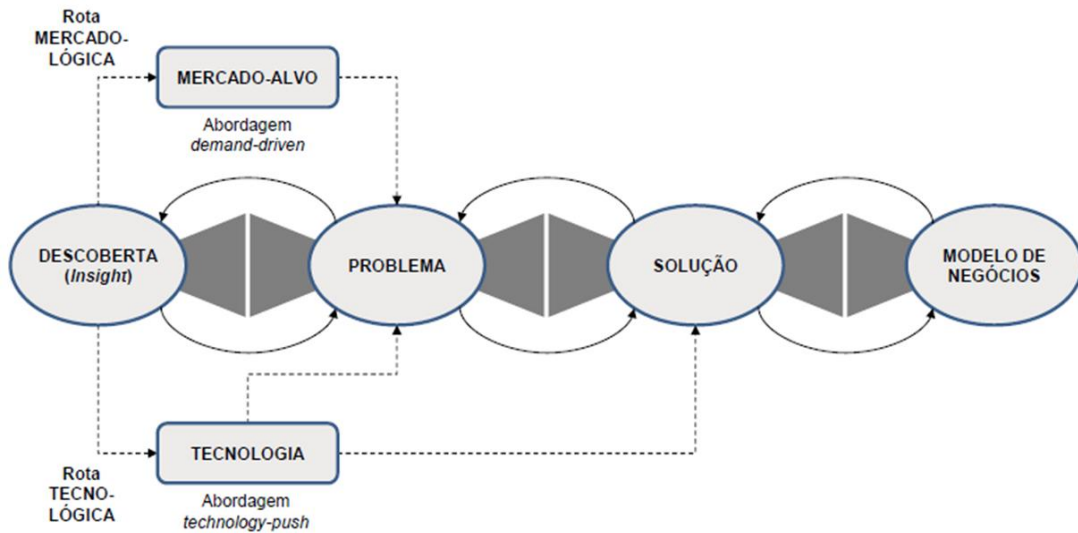 Rota
MERCADO-
LÓGICA
MERCADO-ALVO
Abordagem
demand-driven
DESCOBERTA
(Insight)
PROBLEMA
SOLUÇÃO
MODELO DE
NEGÓCIOS
TECNOLOGIA
Rota
TECNO-
LÓGICA
Abordagem
technology-push